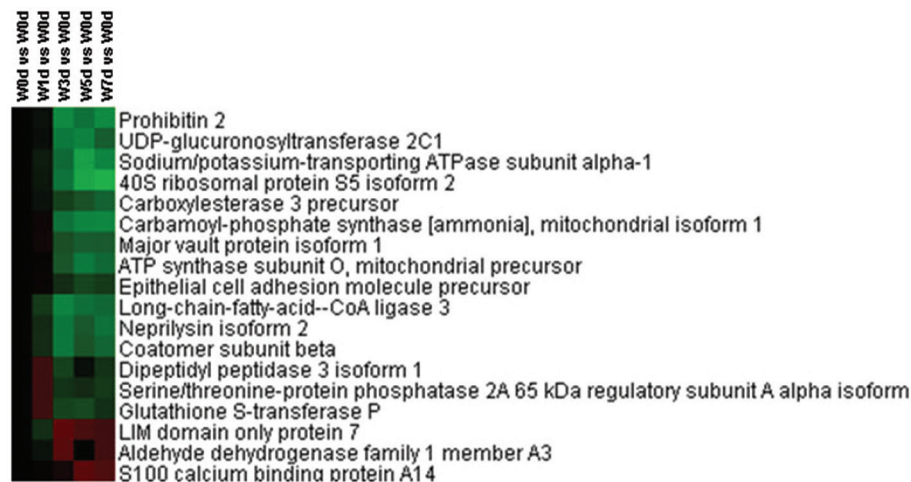 W0d vs W0d
W1d vs W0d
W3d vs W0d
W5d vs W0d
W7d vs W0d
Prohibitin 2
UDP-glucuronosyltransferase 2C1
Sodium/potassium-transporting ATPase subunit alpha-1
40S ribosomal protein S5 isoform 2
Carboxylesterase 3 precursor
Carbamoyl-phosphate synthase [ammonia], mitochondrial isoform 1
Major vault protein isoform 1
ATP synthase subunit O, mitochondrial precursor
Epithelial cell adhesion molecule precursor
Long-chain-fatty-acid--CoA ligase 3
Neprilysin isoform 2
Coatomer subunit beta
Dipeptidyl peptidase 3 isoform 1
Serine/threonine-protein phosphatase 2A 65 kDa regulatory subunit A alpha isoform
Glutathione S-transferase P
LIM domain only protein 7
Aldehyde dehydrogenase family 1 member A3
S100 calcium binding protein A14